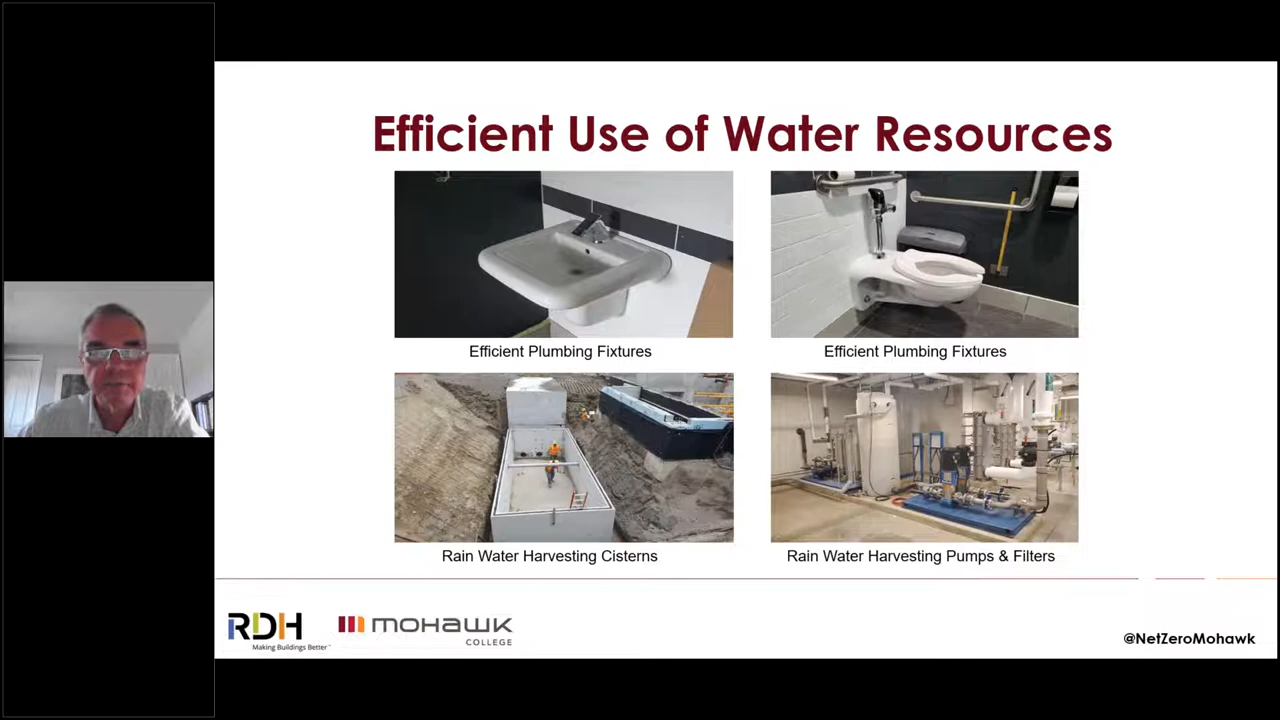 Efficient Use of Water Resources
Efficient Plumbing Fixtures
Efficient Plumbing Fixtures
Rain Water Harvesting Cisterns
Rain Water Harvesting Pumps & Filters
RDH
Making Buildings Better™
mohawk
COLLEGE
@NetZeroMohawk